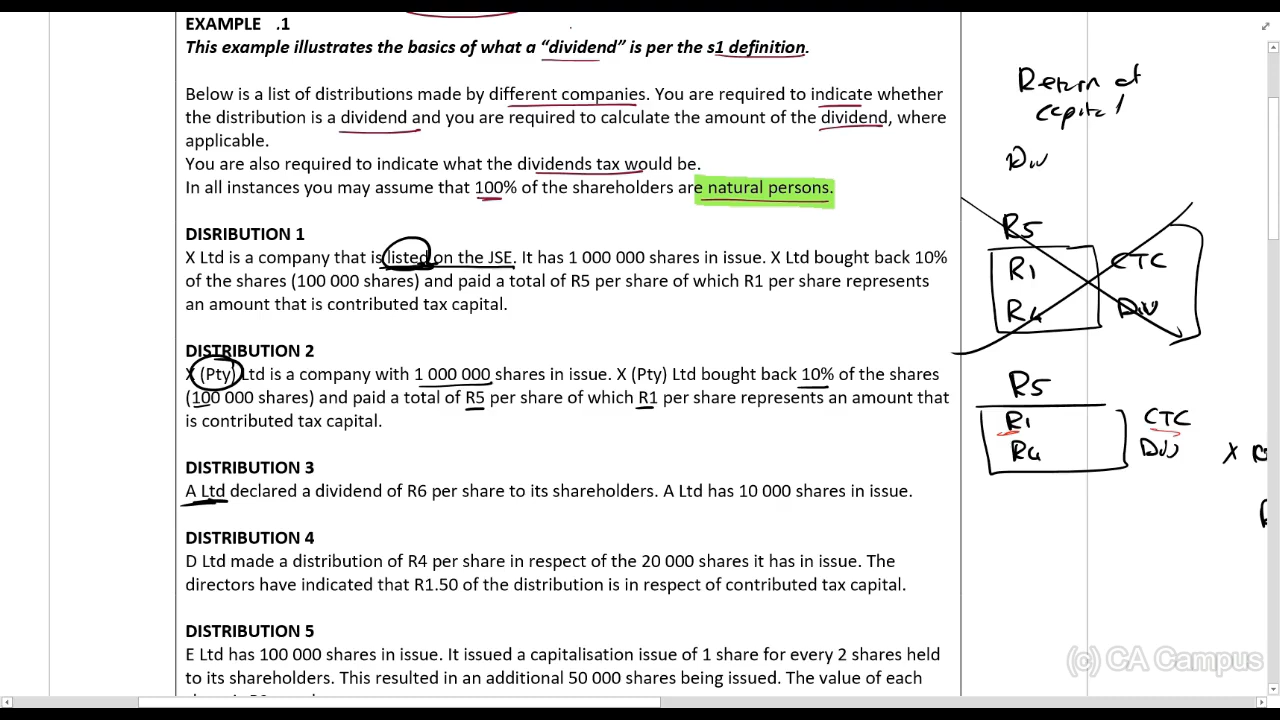 EXAMPLE .1
This example illustrates the basics of what a “dividend” is per the s1 definition.
Below is a list of distributions made by different companies. You are required to indicate whether
the distribution is a dividend and you are required to calculate the amount of the dividend, where
applicable.
You are also required to indicate what the dividends tax would be.
In all instances you may assume that 100% of the shareholders are natural persons.
DISRIBUTION 1
X Ltd is a company that is listed on the JSE. It has 1 000 000 shares in issue. X Ltd bought back 10%
of the shares (100 000 shares) and paid a total of R5 per share of which R1 per share represents
an amount that is contributed tax capital.
DISTRIBUTION 2
X (Pty) Ltd is a company with 1 000 000 shares in issue. X (Pty) Ltd bought back 10% of the shares
(100 000 shares) and paid a total of R5 per share of which R1 per share represents an amount that
is contributed tax capital.
DISTRIBUTION 3
A Ltd declared a dividend of R6 per share to its shareholders. A Ltd has 10 000 shares in issue.
DISTRIBUTION 4
D Ltd made a distribution of R4 per share in respect of the 20 000 shares it has in issue. The
directors have indicated that R1.50 of the distribution is in respect of contributed tax capital.
DISTRIBUTION 5
E Ltd has 100 000 shares in issue. It issued a capitalisation issue of 1 share for every 2 shares held
to its shareholders. This resulted in an additional 50 000 shares being issued. The value of each
Return of
capital
Div
R5
R1 CTC
R4 Div
R5
R1 CTC
R4 Div
X
(c) CA Campus